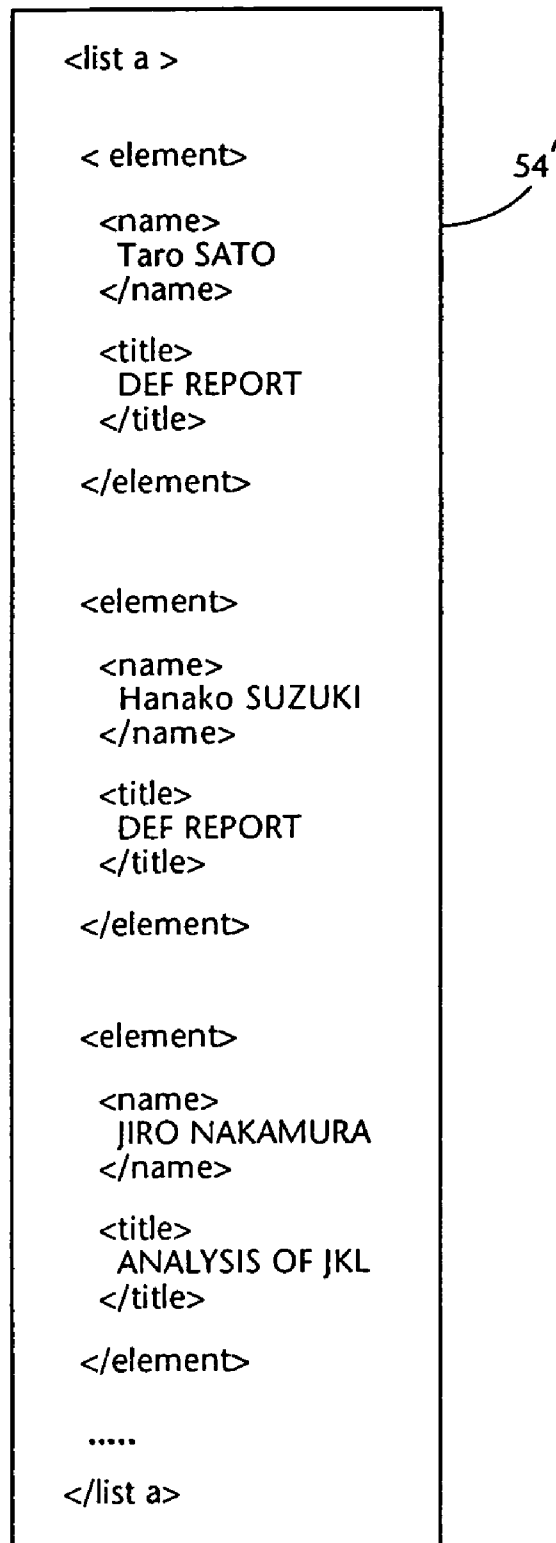 <list a >
< element>
<name>
Taro SATO
</name>
<title>
DEF REPORT
</title>
</element>
<element>
<name>
Hanako SUZUKI
</name>
<title>
DEF REPORT
</title>
</element>
<element>
<name>
JIRO NAKAMURA
</name>
<title>
ANALYSIS OF JKL
</title>
</element>
.....
</list a>
54'